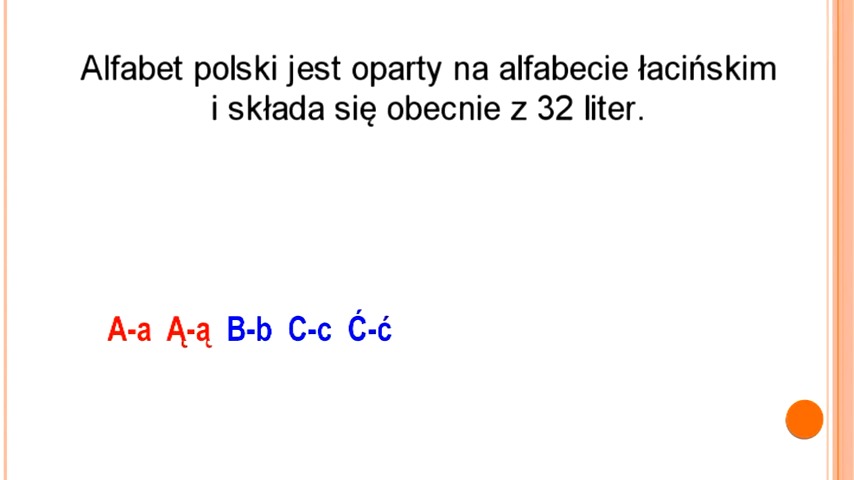 Alfabet polski jest oparty na alfabecie łacińskim
i składa się obecnie z 32 liter.
A-a Ą-ą B-b C-c Ć-ć